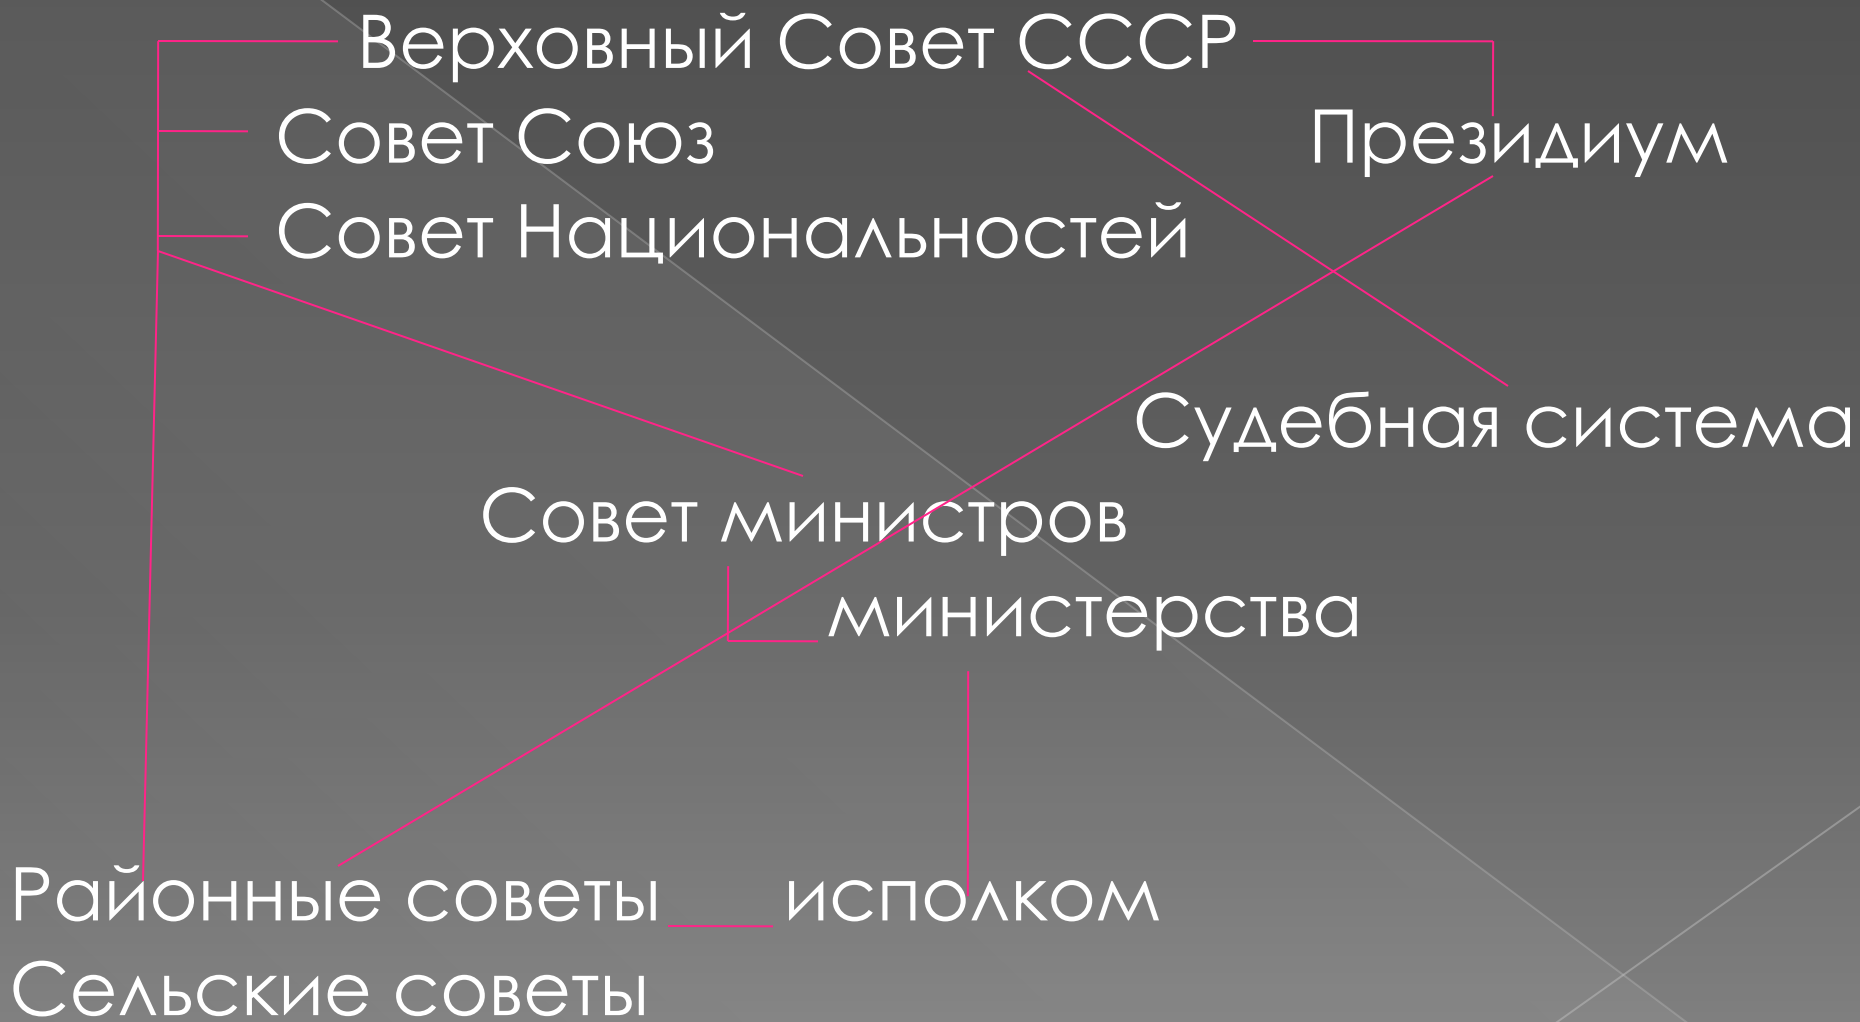 Верховный Совет СССР
Совет Союз
Президиум
Совет Национальностей
Судебная система
Совет министров
министерства
Районные советы исполком
Сельские советы